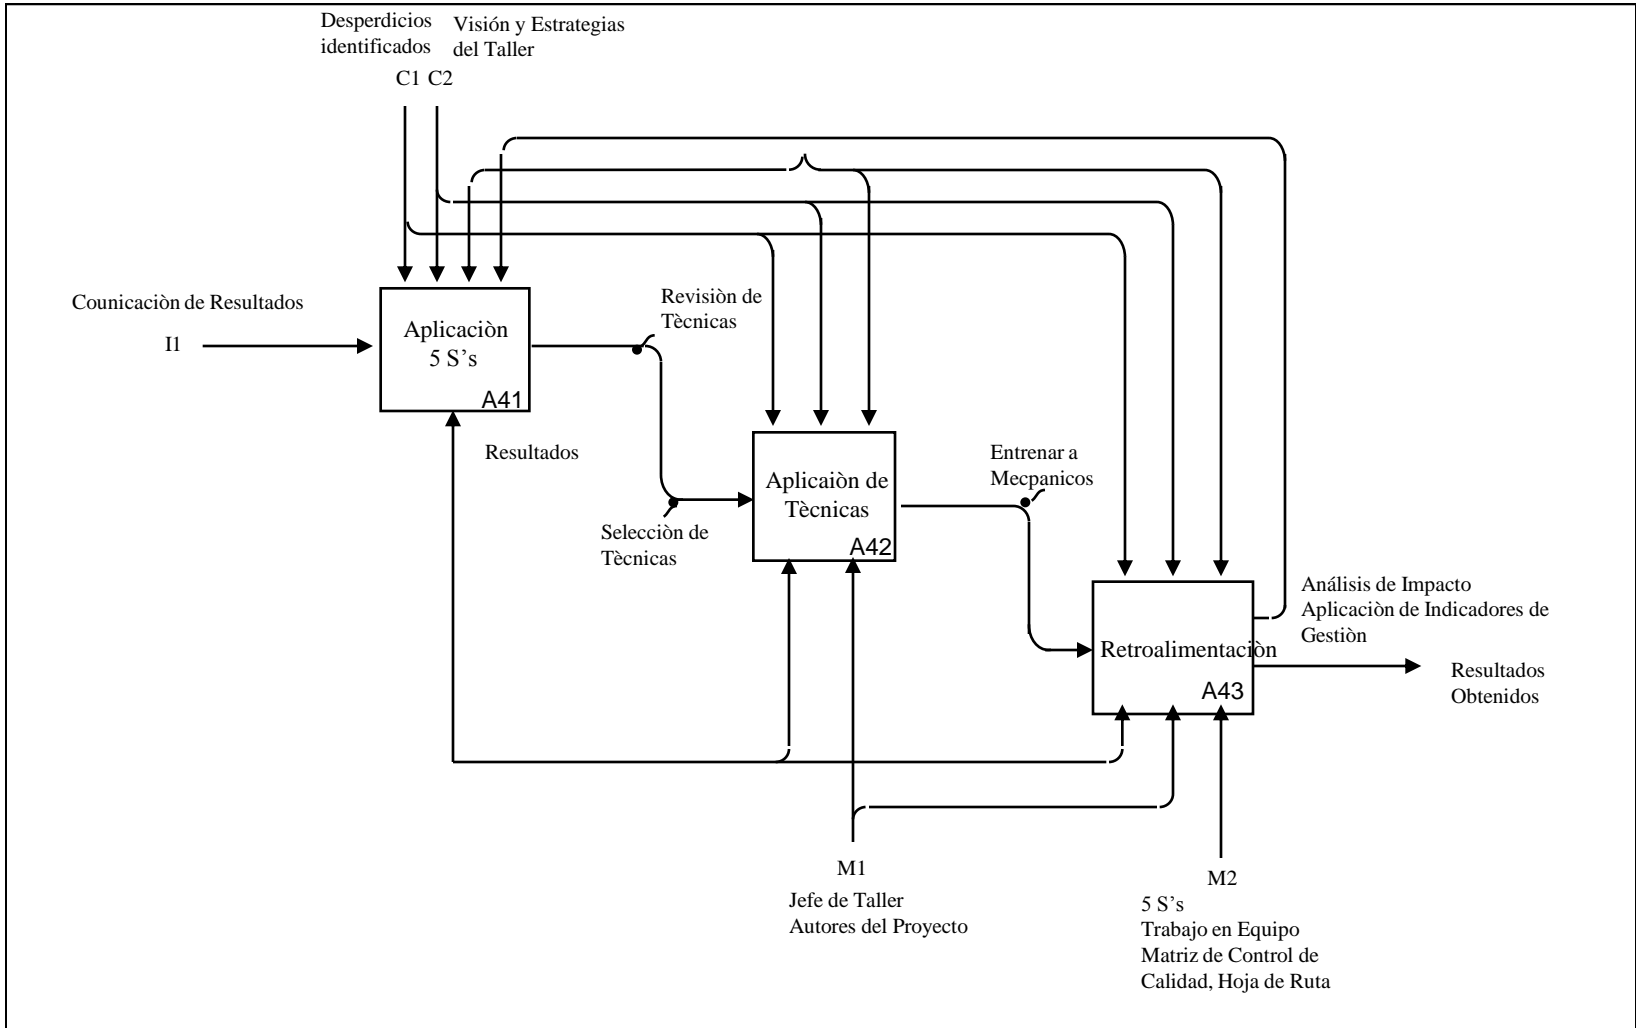 Desperdicios
identificados
Visión y Estrategias
del Taller
C1 C2
Counicaciòn de Resultados
I1
Aplicaciòn
5 S’s
A41
Revisiòn de
Tècnicas
Resultados
Selecciòn de
Tècnicas
Aplicaiòn de
Tècnicas
A42
Entrenar a
Mecpanicos
Retroalimentaciòn
A43
Análisis de Impacto
Aplicaciòn de Indicadores de
Gestiòn
Resultados
Obtenidos
M1
Jefe de Taller
Autores del Proyecto
M2
5 S’s
Trabajo en Equipo
Matriz de Control de
Calidad, Hoja de Ruta